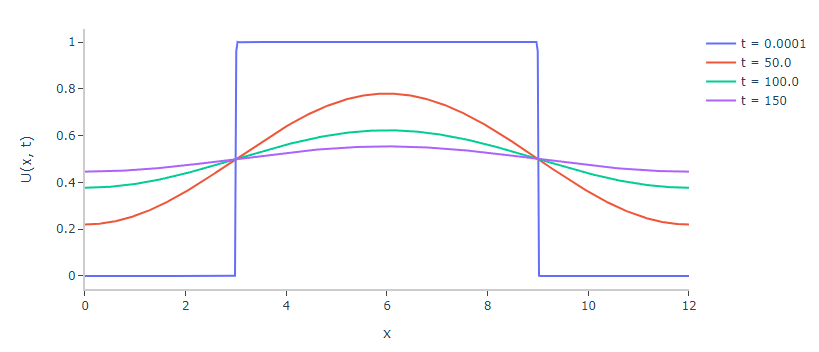 U(x, t)
1
0.8
0.6
0.4
0.2
0
0
2
4
6
8
10
12
x
t = 0.0001
t = 50.0
t = 100.0
t = 150